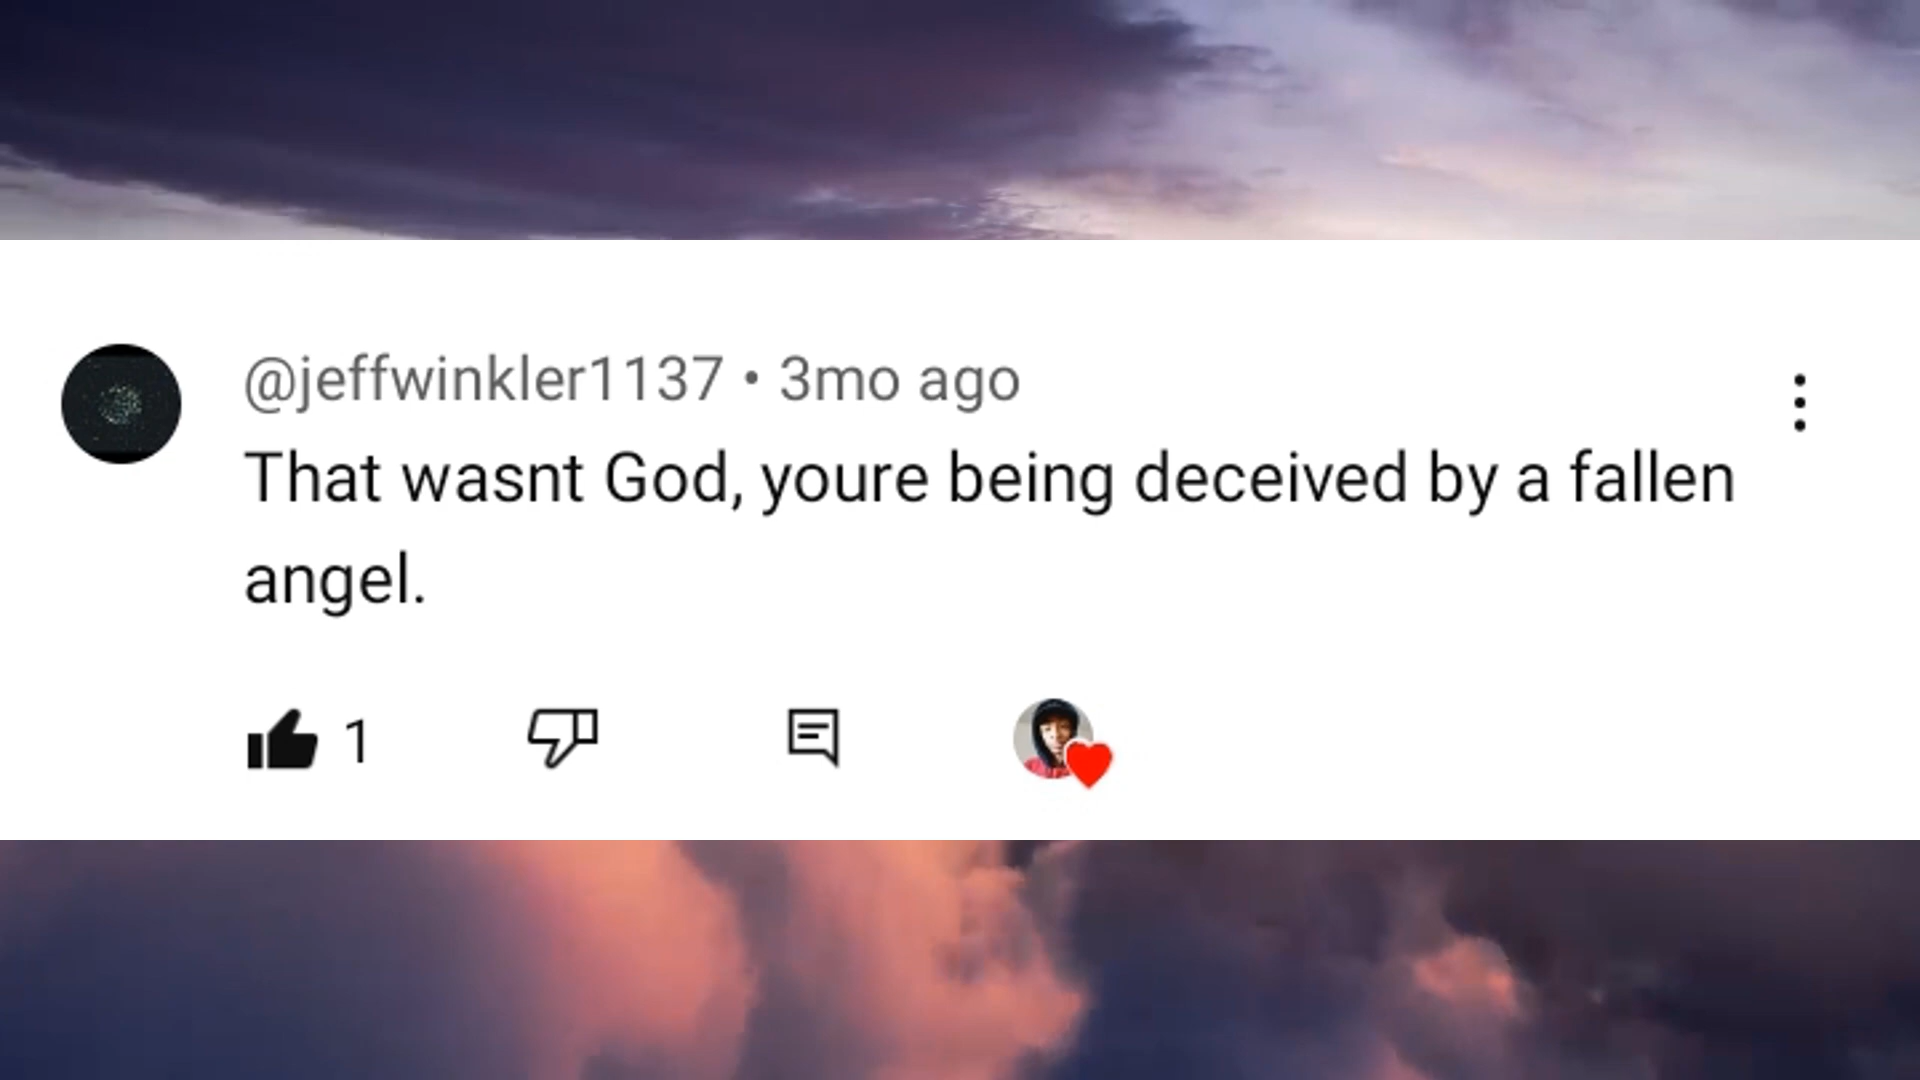 @jeffwinkler1137 • 3mo ago
That wasnt God, youre being deceived by a fallen
angel.
1